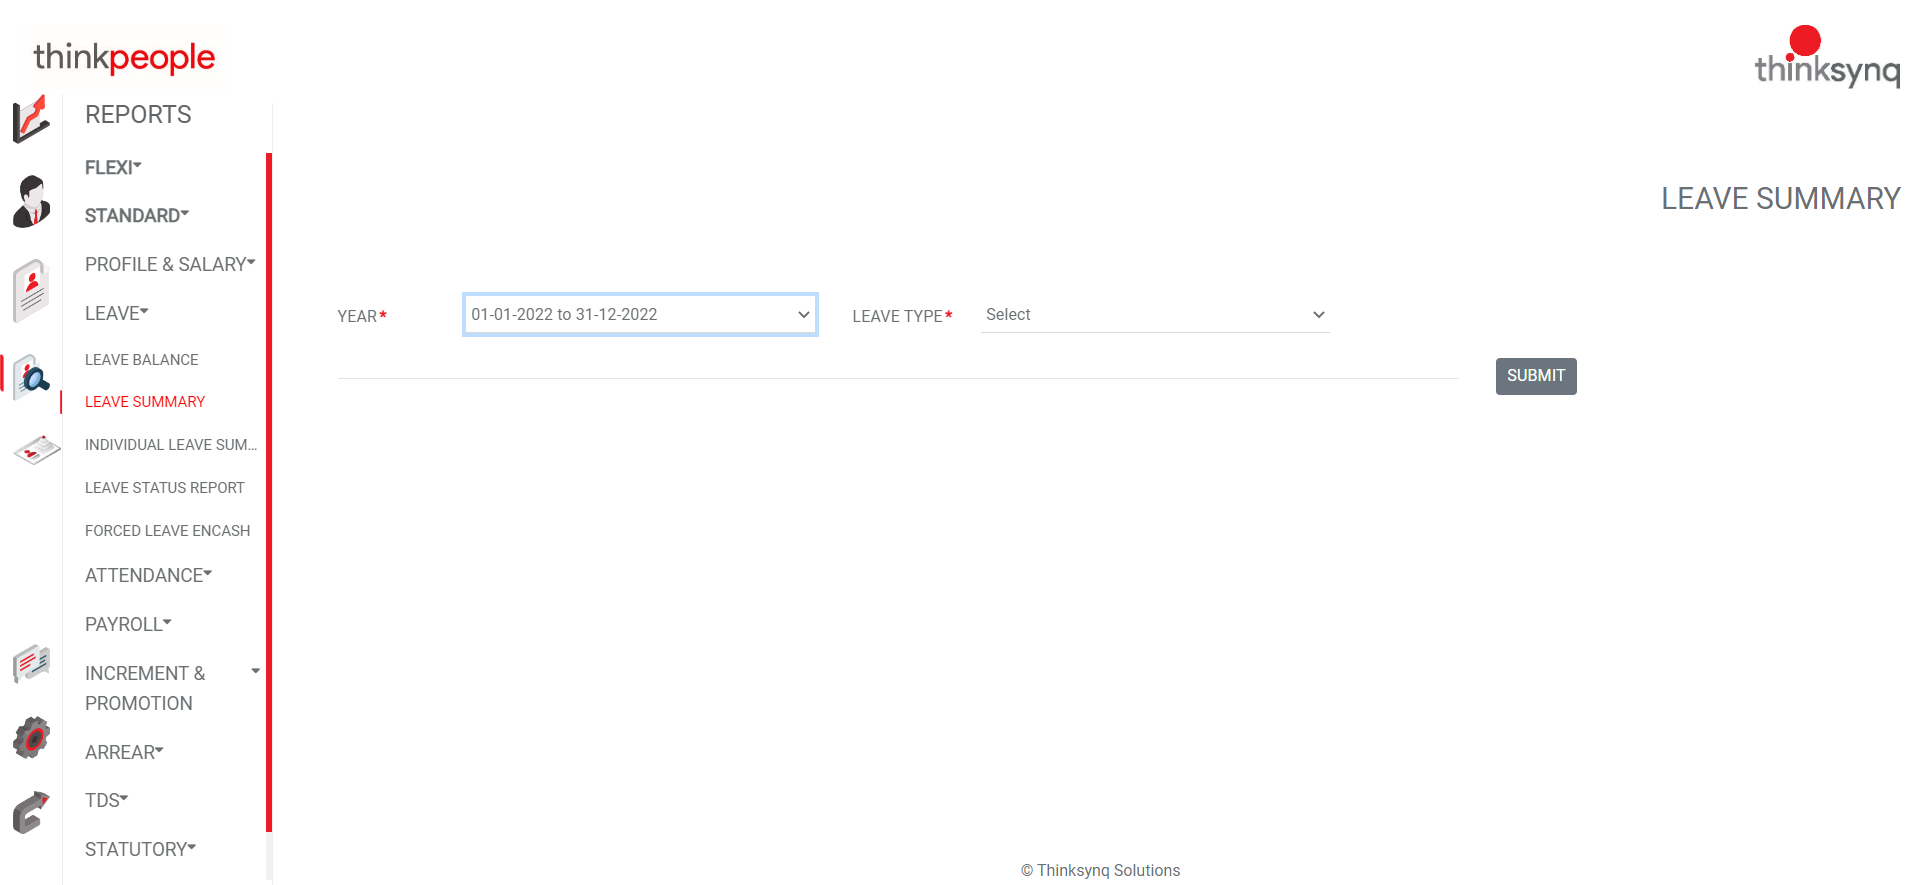 thinkpeople
thinksynq
REPORTS
FLEXI
STANDARD
PROFILE & SALARY
LEAVE
LEAVE BALANCE
LEAVE SUMMARY
INDIVIDUAL LEAVE SUM...
LEAVE STATUS REPORT
FORCED LEAVE ENCASH
ATTENDANCE
PAYROLL
INCREMENT &
PROMOTION
ARREAR
TDS
STATUTORY
LEAVE SUMMARY
YEAR* 01-01-2022 to 31-12-2022 LEAVE TYPE* Select
SUBMIT
© Thinksynq Solutions